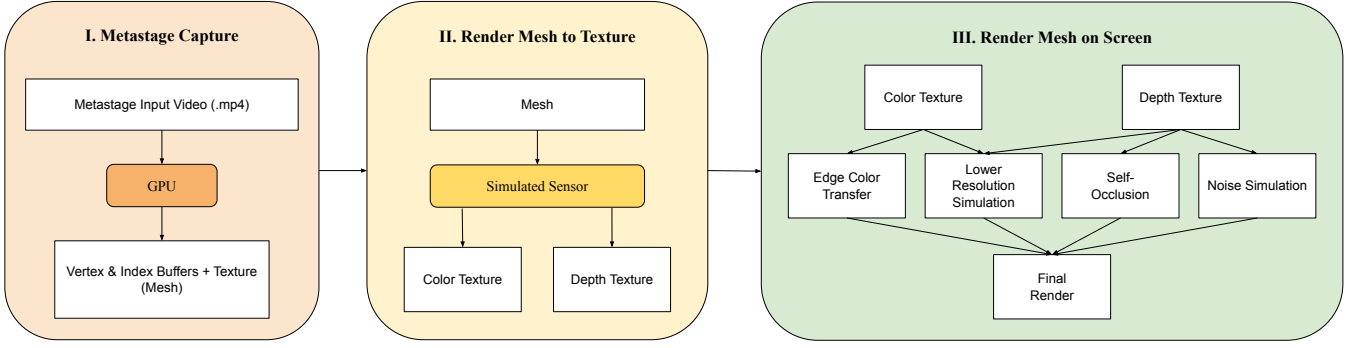 I. Metastage Capture
Metastage Input Video (.mp4)
GPU
Vertex & Index Buffers + Texture
(Mesh)
II. Render Mesh to Texture
Mesh
Simulated Sensor
Color Texture
Depth Texture
III. Render Mesh on Screen
Color Texture
Depth Texture
Edge Color
Transfer
Lower
Resolution
Simulation
Self-
Occlusion
Noise Simulation
Final
Render